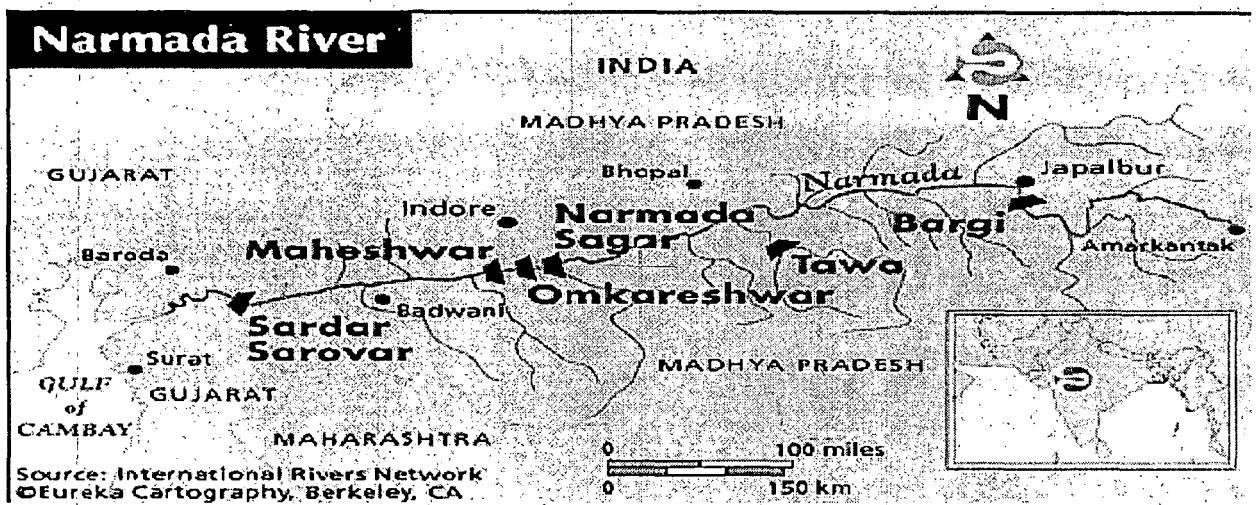 Narmada River
INDIA
N
MADHYA PRADESH
GUJARAT
Bhopal
Narmada
Japalbur
Indore
Narmada
Sagar
Bargi
Baroda
Maheshwar
Tawa
Amarkantak
Omkareshwar
Badwani
Sardar
Sarovar
Surat
MADHYA PRADESH
GULF
of
CAMBAY
GUJARAT
MAHARASHTRA
0 100 miles
0 150 km
Source: International Rivers Network
©Eureka Cartography, Berkeley, CA